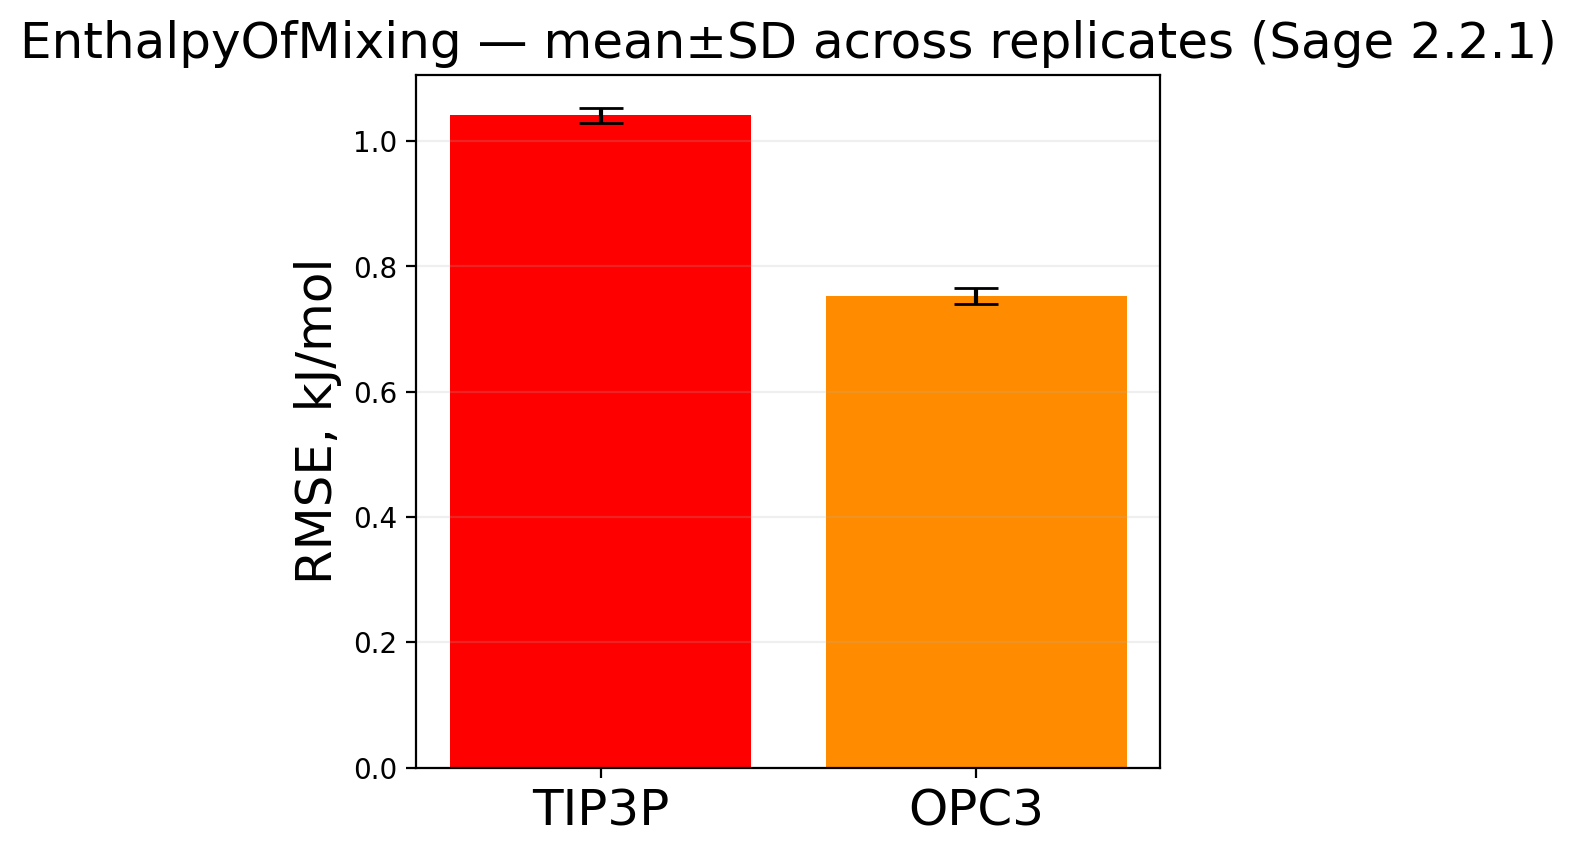 EnthalpyOfMixing — mean±SD across replicates (Sage 2.2.1)
RMSE, kJ/mol
1.0
0.8
0.6
0.4
0.2
0.0
TIP3P
OPC3